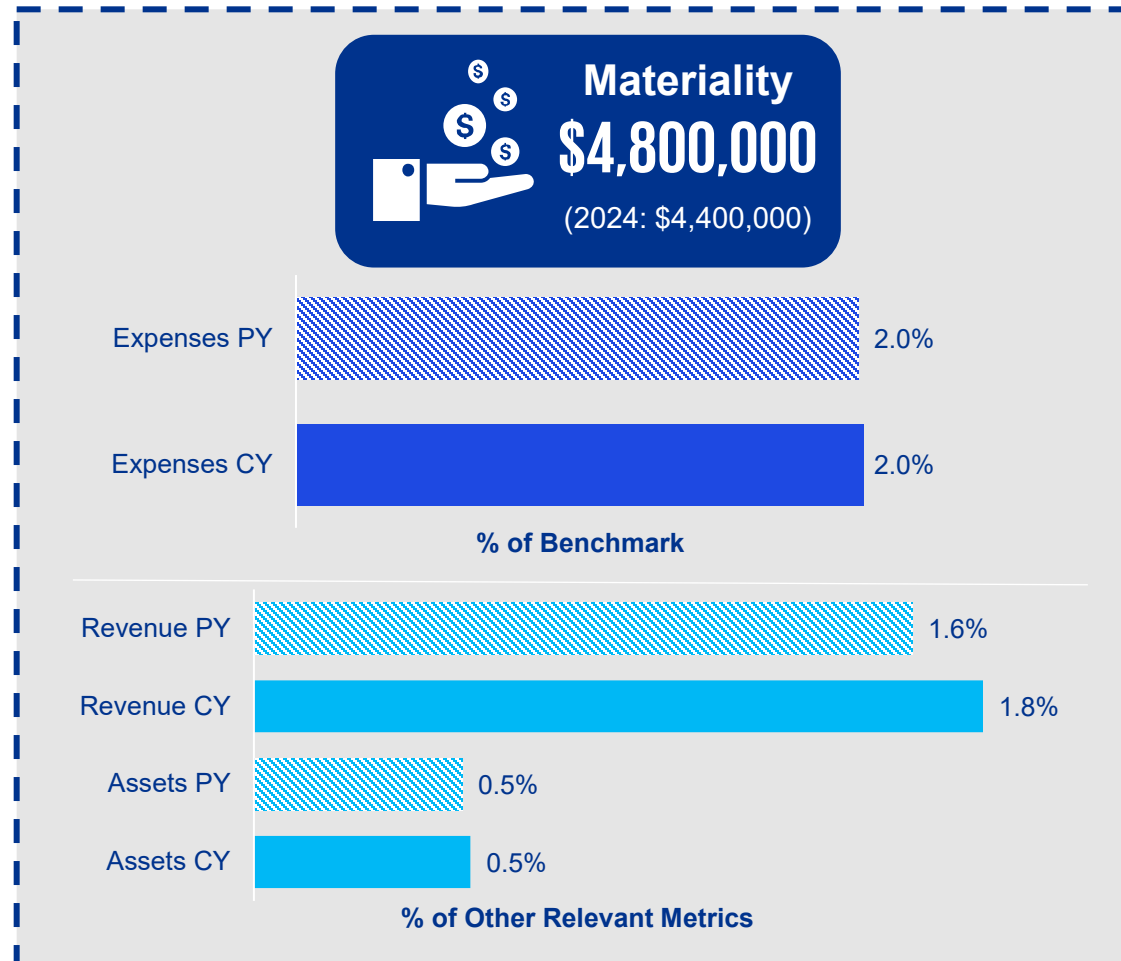 Materiality
$4,800,000
(2024: $4,400,000)
$
$
$
$
Expenses PY 2.0%
Expenses CY 2.0%
% of Benchmark
Revenue PY 1.6%
Revenue CY 1.8%
Assets PY 0.5%
Assets CY 0.5%
% of Other Relevant Metrics